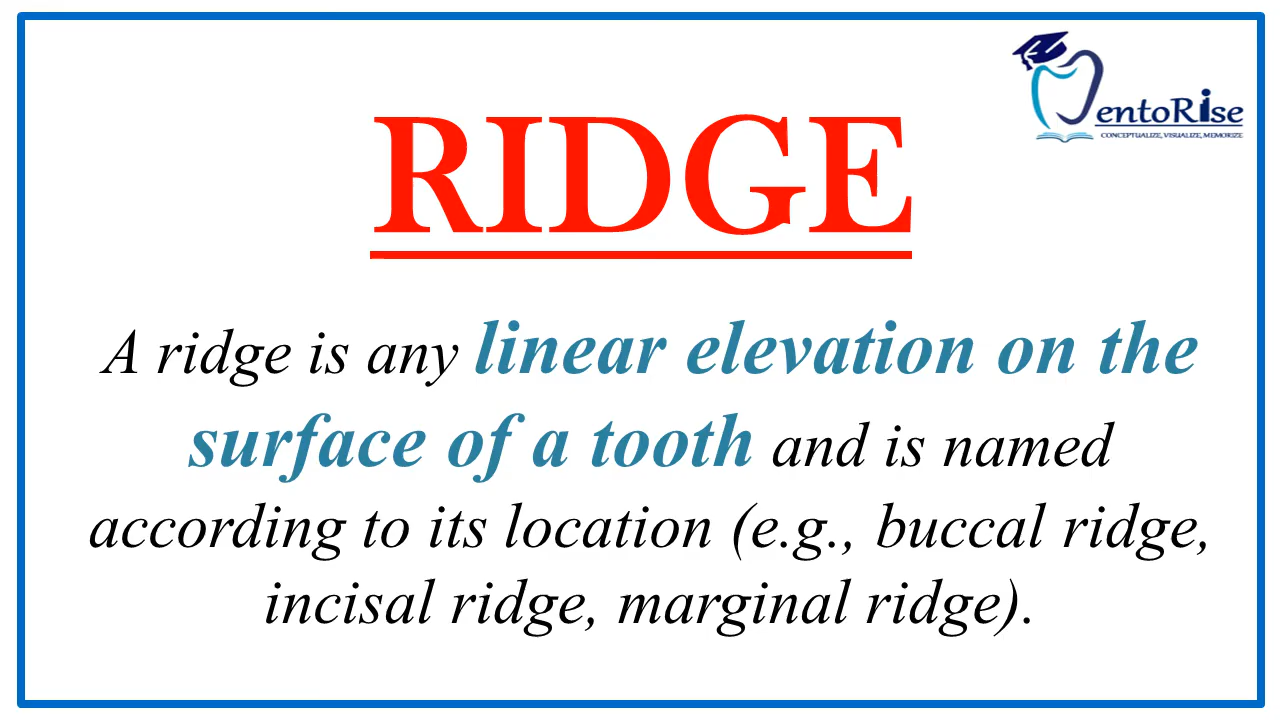 entoRise
CONCEPTUALIZE, VISUALIZE, MEMORIZE
RIDGE
A ridge is any linear elevation on the
surface of a tooth and is named
according to its location (e.g., buccal ridge,
incisal ridge, marginal ridge).